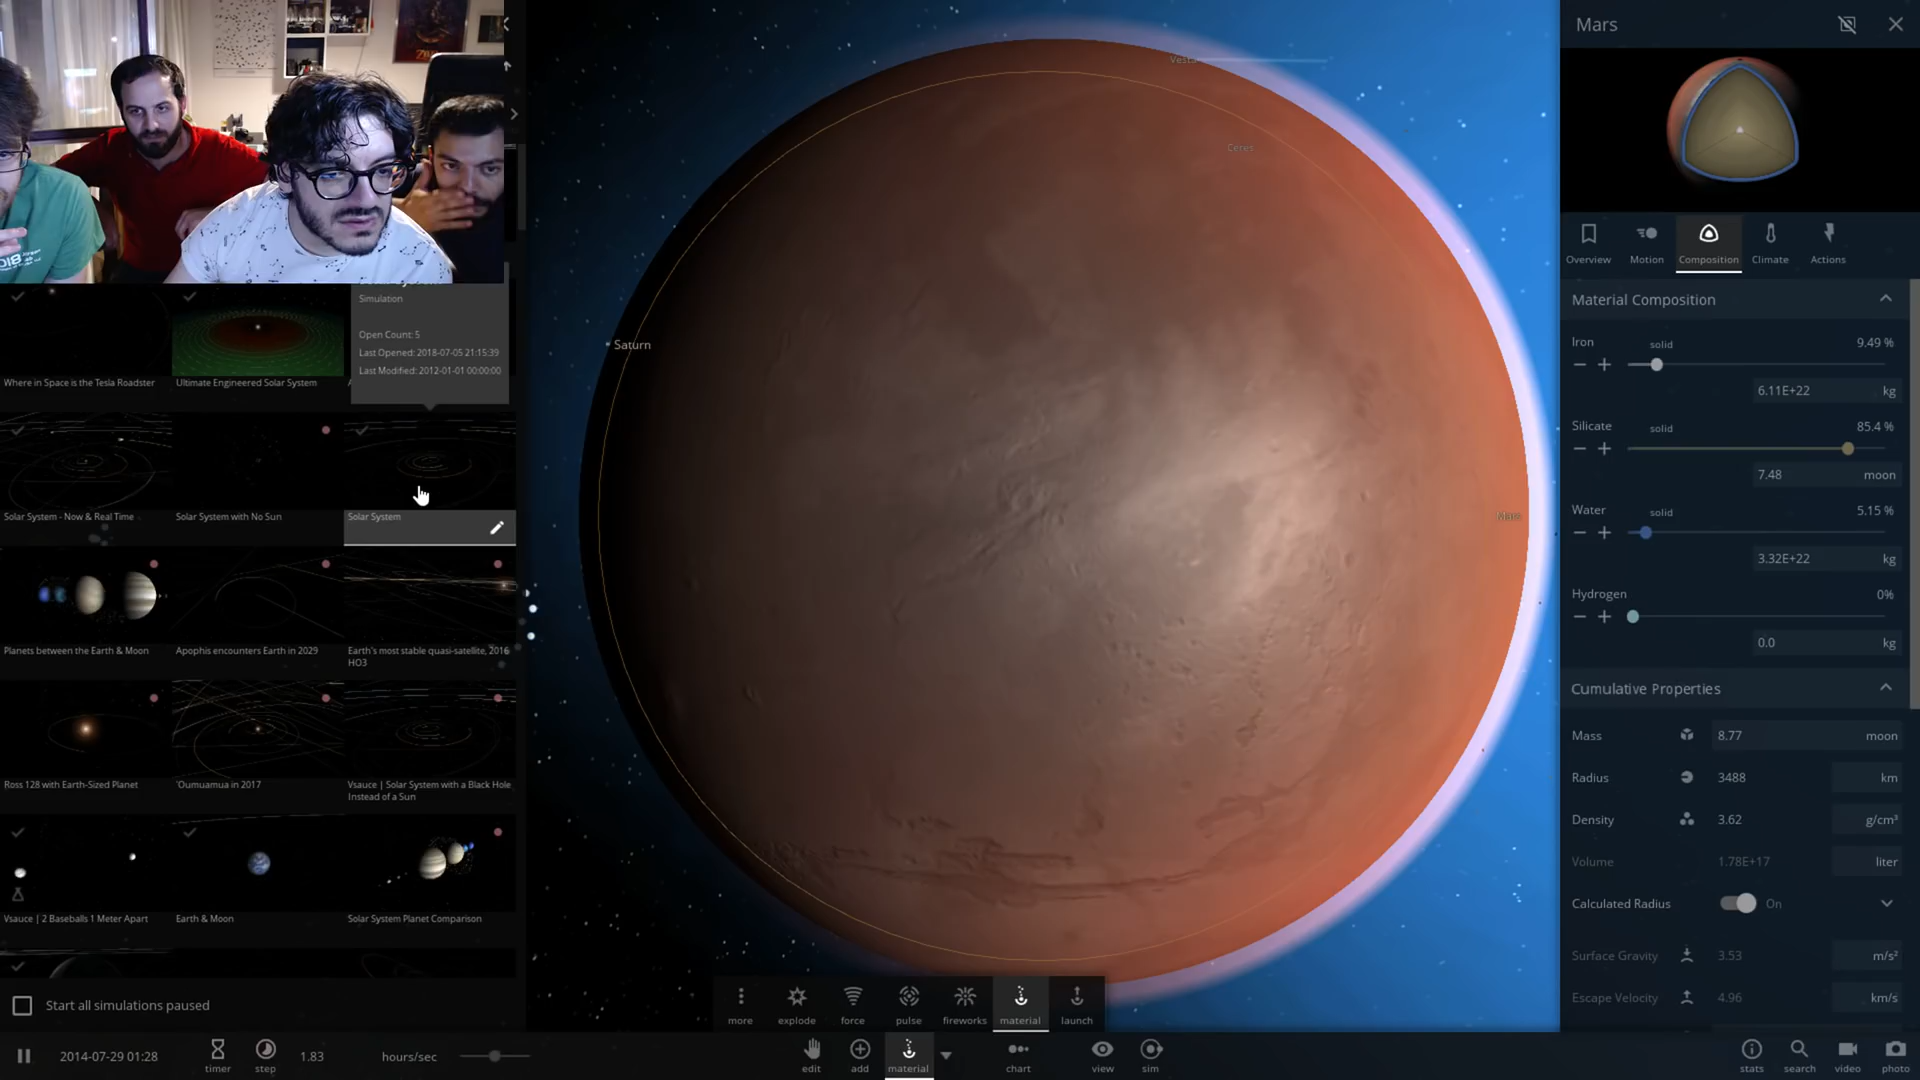 Simulation
Open Count: 5
Last Opened: 2018-07-05 21:15:39
Last Modified: 2012-01-01 00:00:00
Where in Space is the Tesla Roadster
Ultimate Engineered Solar System
Solar System - Now & Real Time
Solar System with No Sun
Solar System
Planets between the Earth & Moon
Apophis encounters Earth in 2029
Earth's most stable quasi-satellite, 2016
HO3
Ross 128 with Earth-Sized Planet
'Oumuamua in 2017
Vsauce | Solar System with a Black Hole
Instead of a Sun
Vsauce | 2 Baseballs 1 Meter Apart
Earth & Moon
Solar System Planet Comparison
Start all simulations paused
Vesta
Ceres
Saturn
Mars
Mars
Overview
Motion
Composition
Climate
Actions
Material Composition
Iron solid 9.49 %
6.11E+22 kg
Silicate solid 85.4 %
7.48 moon
Water solid 5.15 %
3.32E+22 kg
Hydrogen 0%
0.0 kg
Cumulative Properties
Mass 8.77 moon
Radius 3488 km
Density 3.62 g/cm³
Volume 1.78E+17 liter
Calculated Radius On
Surface Gravity 3.53 m/s²
Escape Velocity 4.96 km/s
more
explode
force
pulse
fireworks
material
launch
2014-07-29 01:28
timer
step
1.83
hours/sec
edit
add
material
chart
view
sim
stats
search
video
photo